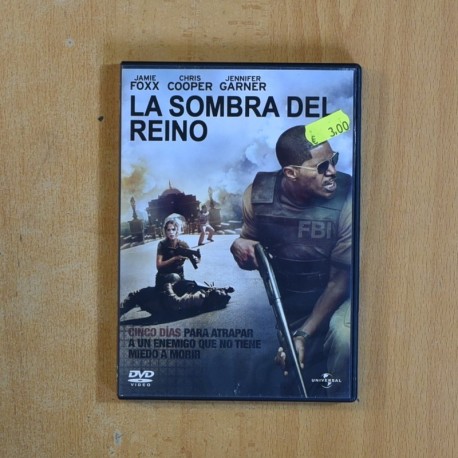 JAMIE FOXX CHRIS COOPER JENNIFER GARNER
LA SOMBRA DEL
REINO
€ 3,00
FBI
CINCO DÍAS PARA ATRAPAR
A UN ENEMIGO QUE NO TIENE
MIEDO A MORIR
DVD
VIDEO
UNIVERSAL